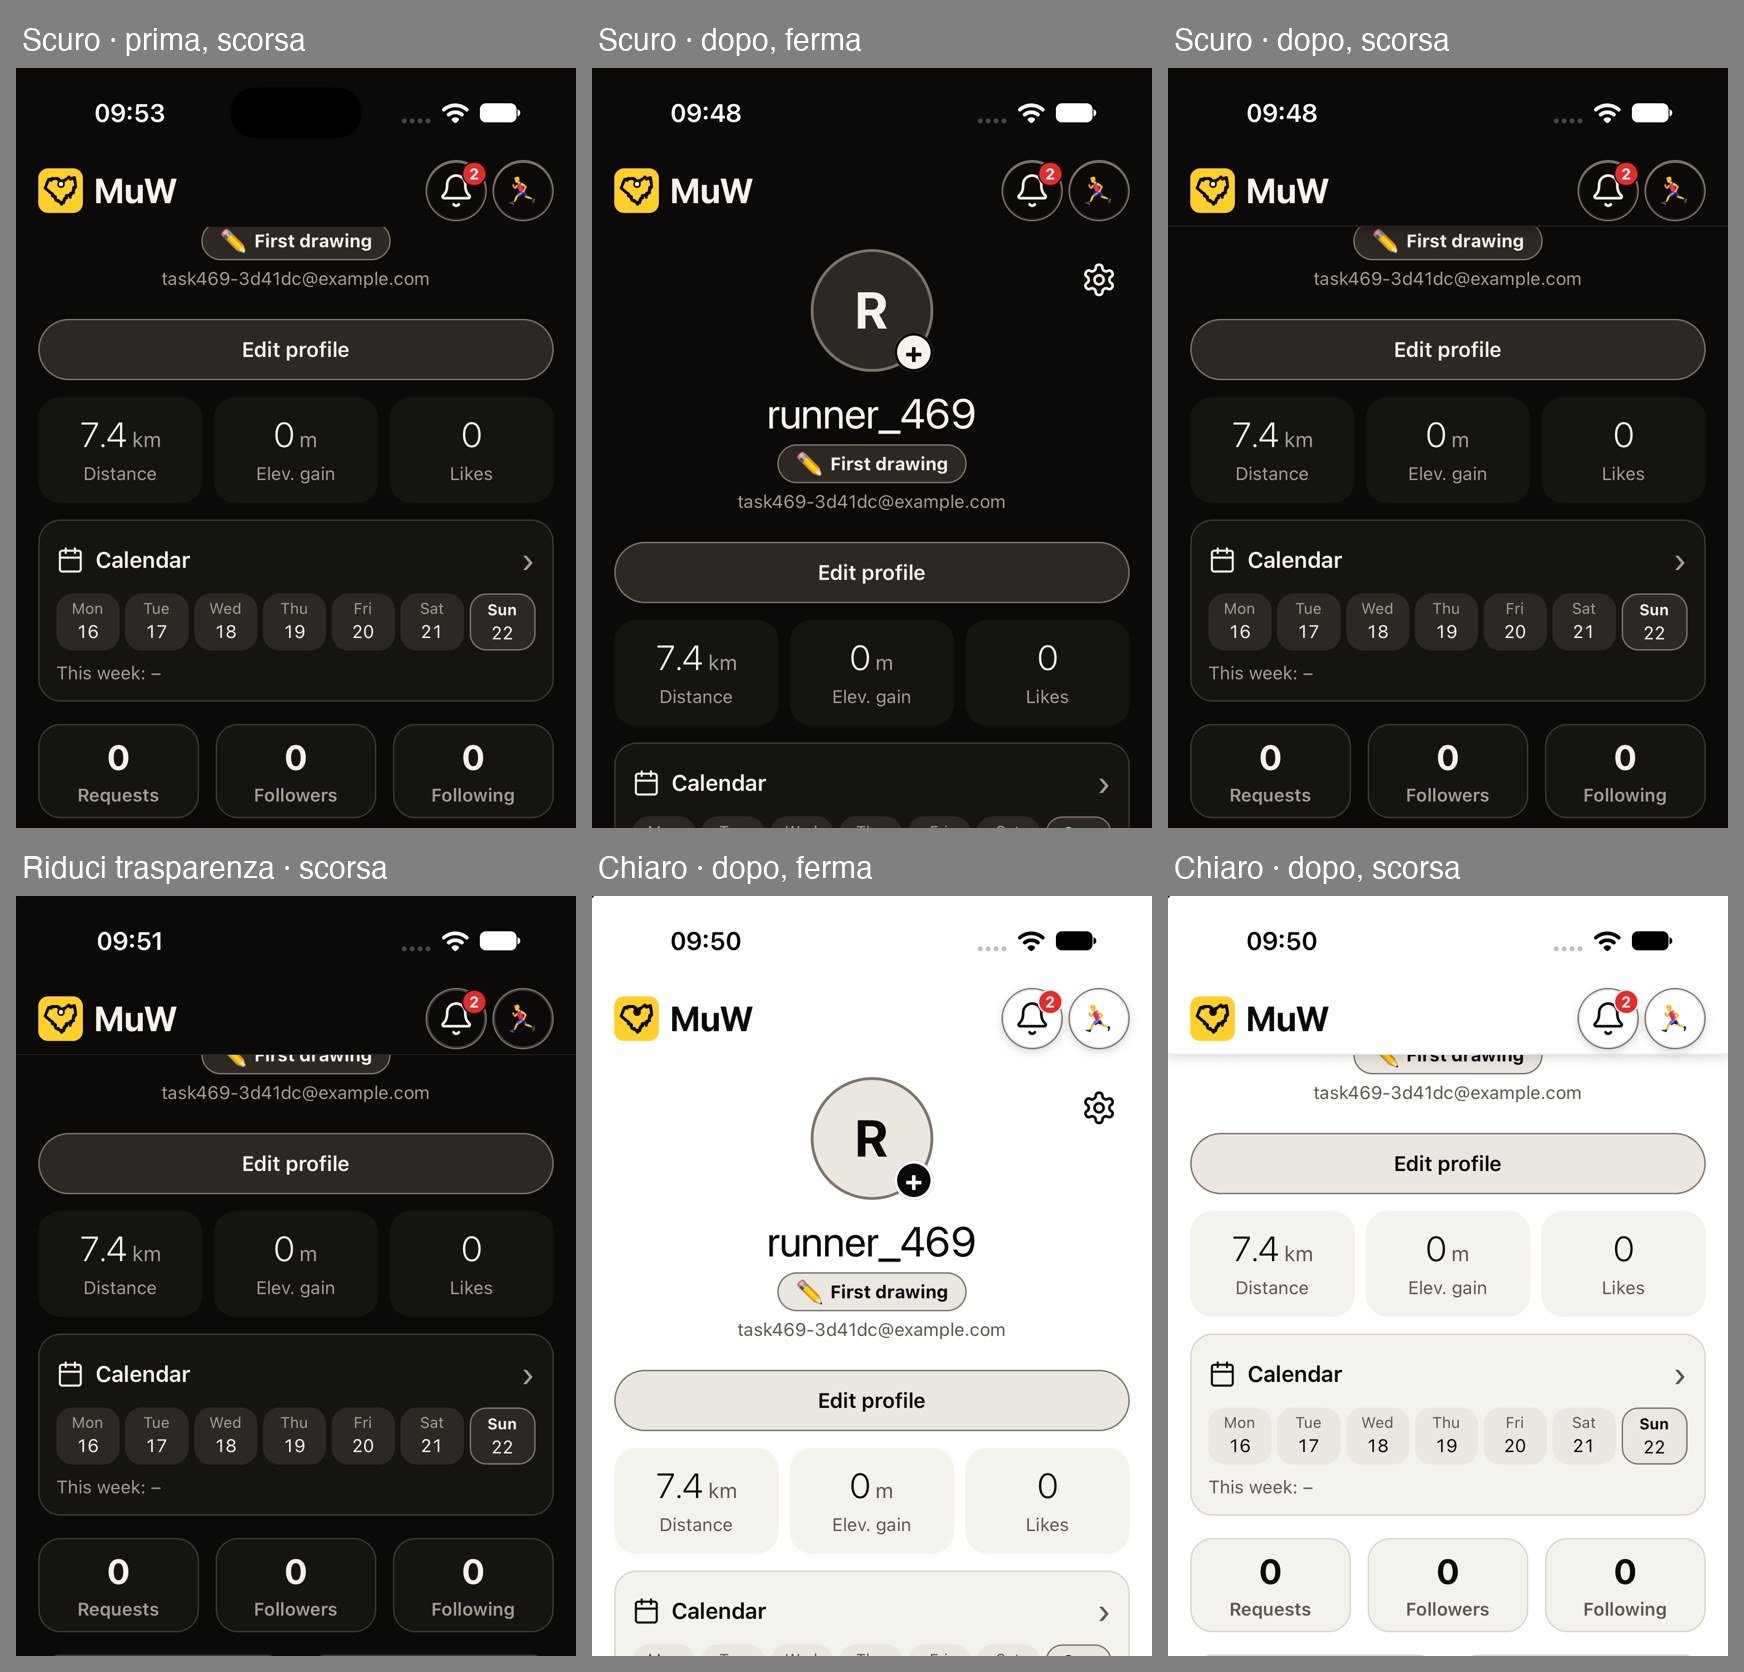 Scuro · prima, scorsa
09:53
MuW
2
First drawing
task469-3d41dc@example.com
Edit profile
7.4 km
0 m
0
Distance
Elev. gain
Likes
Calendar
Mon Tue Wed Thu Fri Sat Sun
16 17 18 19 20 21 22
This week: –
0 0 0
Requests Followers Following
Scuro · dopo, ferma
09:48
MuW
2
R
+
runner_469
First drawing
task469-3d41dc@example.com
Edit profile
7.4 km
0 m
0
Distance
Elev. gain
Likes
Calendar
Scuro · dopo, scorsa
09:48
MuW
2
First drawing
task469-3d41dc@example.com
Edit profile
7.4 km
0 m
0
Distance
Elev. gain
Likes
Calendar
Mon Tue Wed Thu Fri Sat Sun
16 17 18 19 20 21 22
This week: –
0 0 0
Requests Followers Following
Riduci trasparenza · scorsa
09:51
MuW
2
First drawing
task469-3d41dc@example.com
Edit profile
7.4 km
0 m
0
Distance
Elev. gain
Likes
Calendar
Mon Tue Wed Thu Fri Sat Sun
16 17 18 19 20 21 22
This week: –
0 0 0
Requests Followers Following
Chiaro · dopo, ferma
09:50
MuW
2
R
+
runner_469
First drawing
task469-3d41dc@example.com
Edit profile
7.4 km
0 m
0
Distance
Elev. gain
Likes
Calendar
Chiaro · dopo, scorsa
09:50
MuW
2
First drawing
task469-3d41dc@example.com
Edit profile
7.4 km
0 m
0
Distance
Elev. gain
Likes
Calendar
Mon Tue Wed Thu Fri Sat Sun
16 17 18 19 20 21 22
This week: –
0 0 0
Requests Followers Following